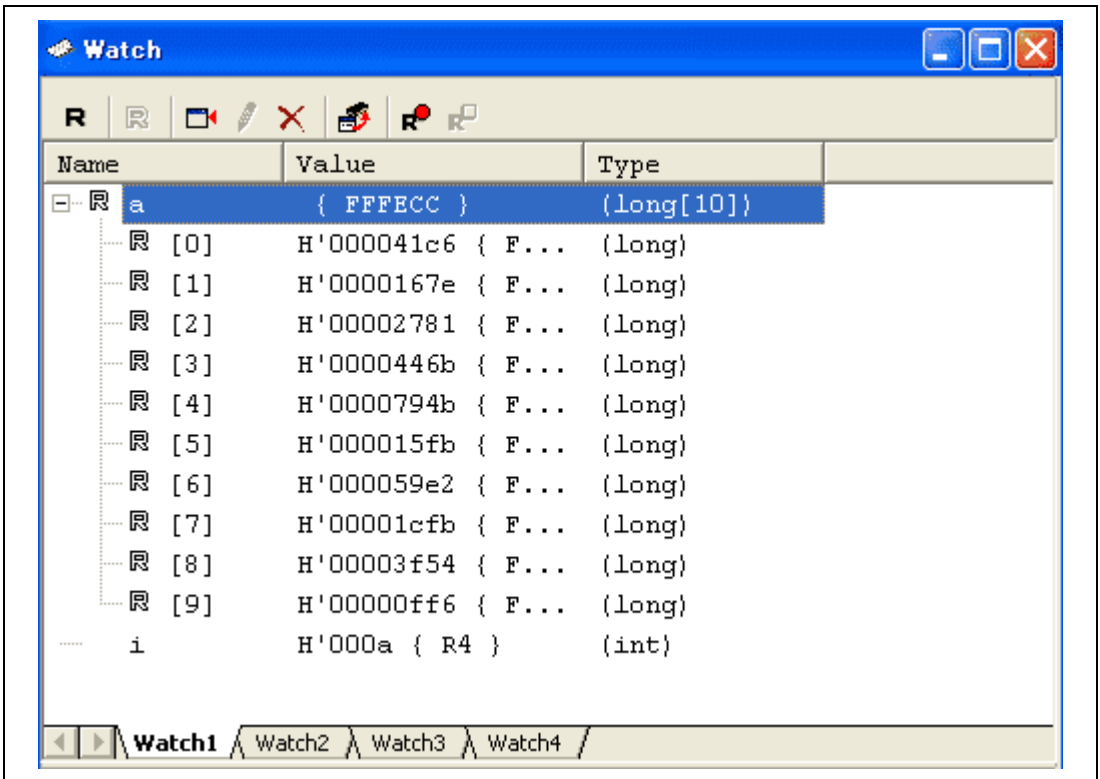 Watch
R R R R
Name Value Type
R a { FFFECC } (long[10])
R [0] H'000041c6 { F... (long)
R [1] H'0000167e { F... (long)
R [2] H'00002781 { F... (long)
R [3] H'0000446b { F... (long)
R [4] H'0000794b { F... (long)
R [5] H'000015fb { F... (long)
R [6] H'000059e2 { F... (long)
R [7] H'00001cfb { F... (long)
R [8] H'00003f54 { F... (long)
R [9] H'00000ff6 { F... (long)
i H'000a { R4 } (int)
Watch1 Watch2 Watch3 Watch4